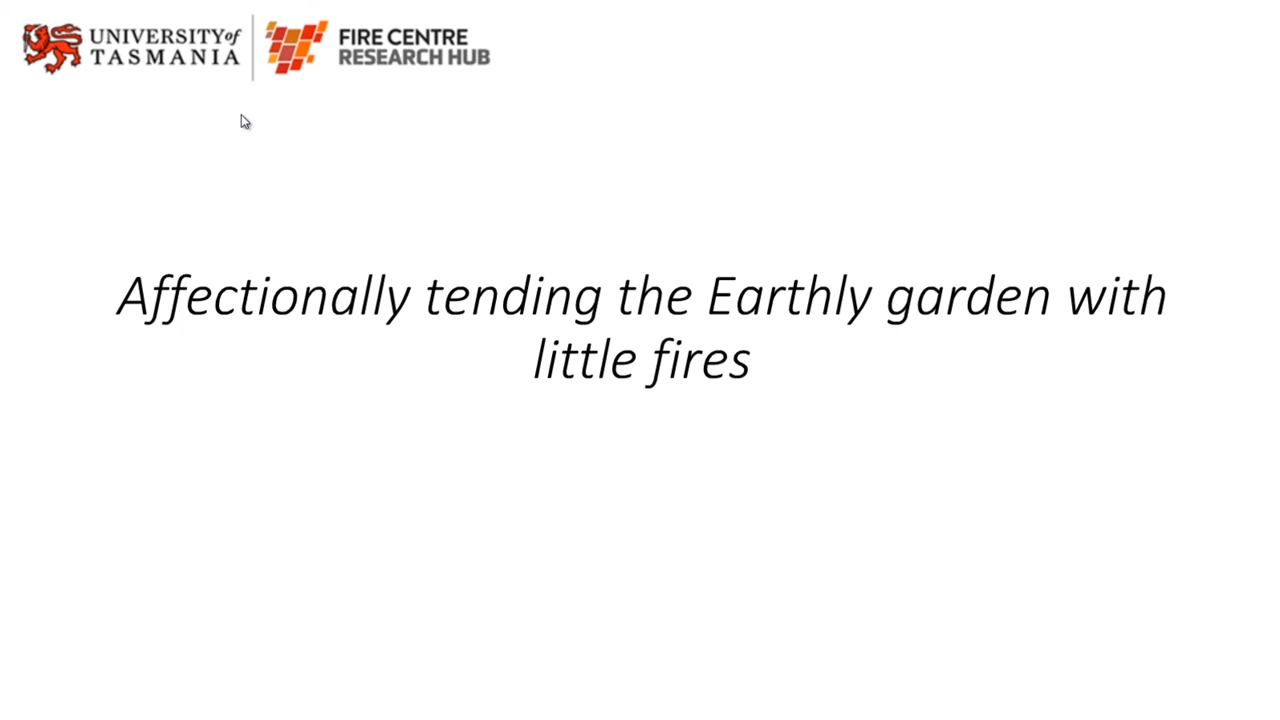 UNIVERSITY of
TASMANIA
FIRE CENTRE
RESEARCH HUB
Affectionally tending the Earthly garden with
little fires